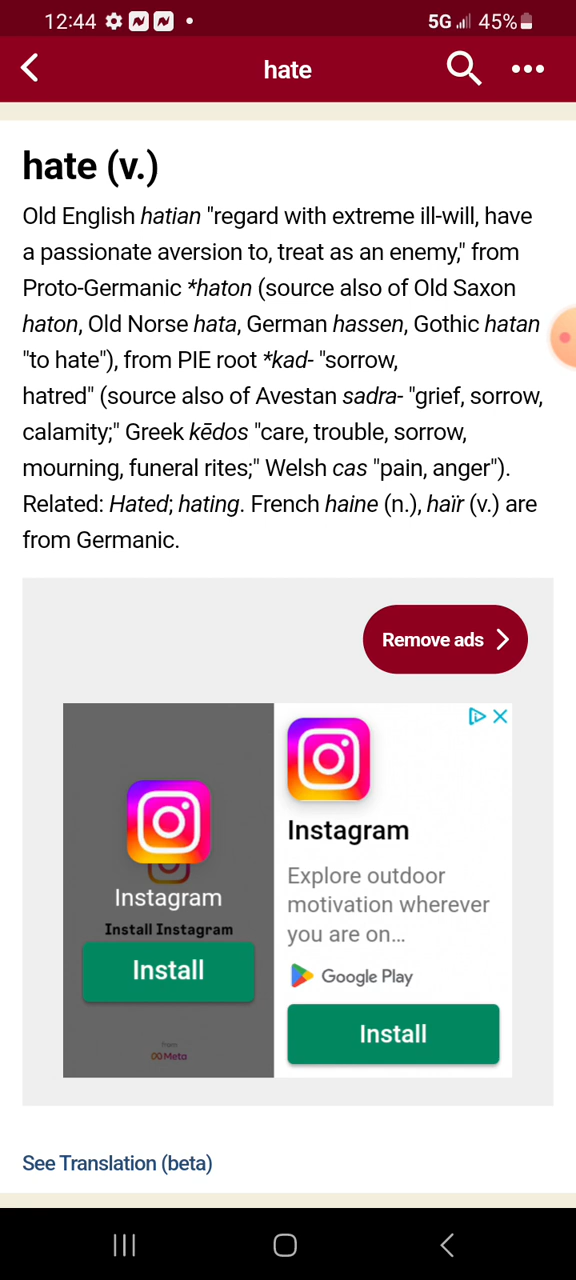 12:44 5G 45%
hate
hate (v.)
Old English hatian "regard with extreme ill-will, have
a passionate aversion to, treat as an enemy," from
Proto-Germanic *haton (source also of Old Saxon
haton, Old Norse hata, German hassen, Gothic hatan
"to hate"), from PIE root *kad- "sorrow,
hatred" (source also of Avestan sadra- "grief, sorrow,
calamity;" Greek kēdos "care, trouble, sorrow,
mourning, funeral rites;" Welsh cas "pain, anger").
Related: Hated; hating. French haine (n.), haïr (v.) are
from Germanic.
Remove ads
Instagram
Install Instagram
Install
from
Meta
Instagram
Explore outdoor
motivation wherever
you are on...
Google Play
Install
See Translation (beta)